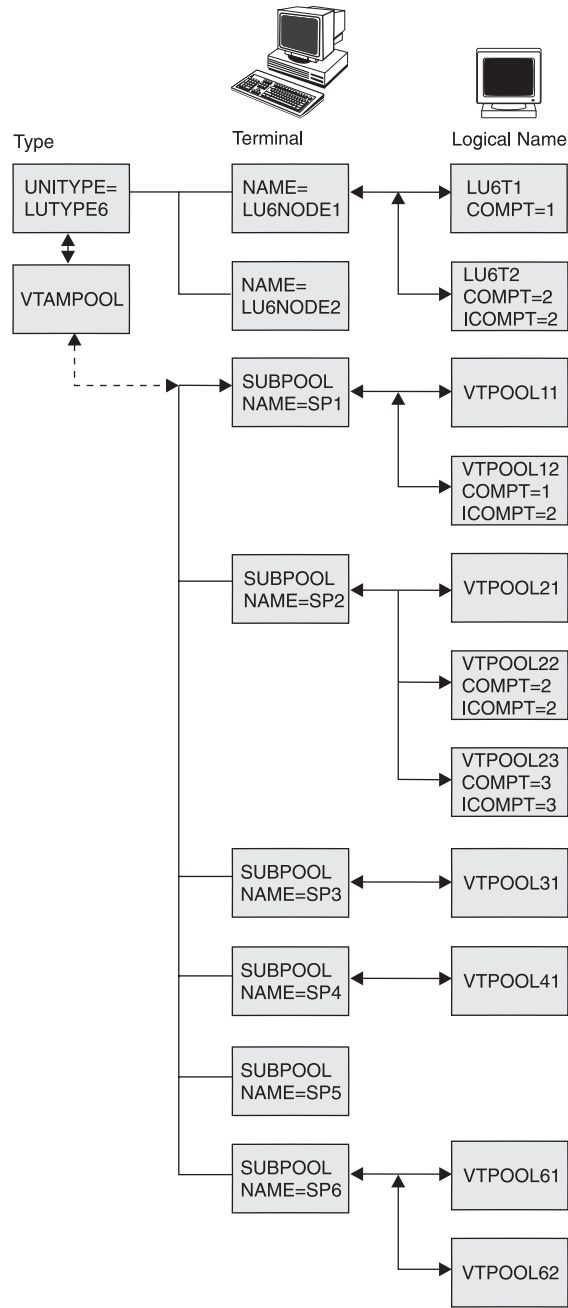 Type
Terminal
Logical Name
UNITYPE=
LUTYPE6
NAME=
LU6NODE1
LU6T1
COMPT=1
VTAMPOOL
NAME=
LU6NODE2
LU6T2
COMPT=2
ICOMPT=2
SUBPOOL
NAME=SP1
VTPOOL11
VTPOOL12
COMPT=1
ICOMPT=2
SUBPOOL
NAME=SP2
VTPOOL21
VTPOOL22
COMPT=2
ICOMPT=2
VTPOOL23
COMPT=3
ICOMPT=3
SUBPOOL
NAME=SP3
VTPOOL31
SUBPOOL
NAME=SP4
VTPOOL41
SUBPOOL
NAME=SP5
SUBPOOL
NAME=SP6
VTPOOL61
VTPOOL62